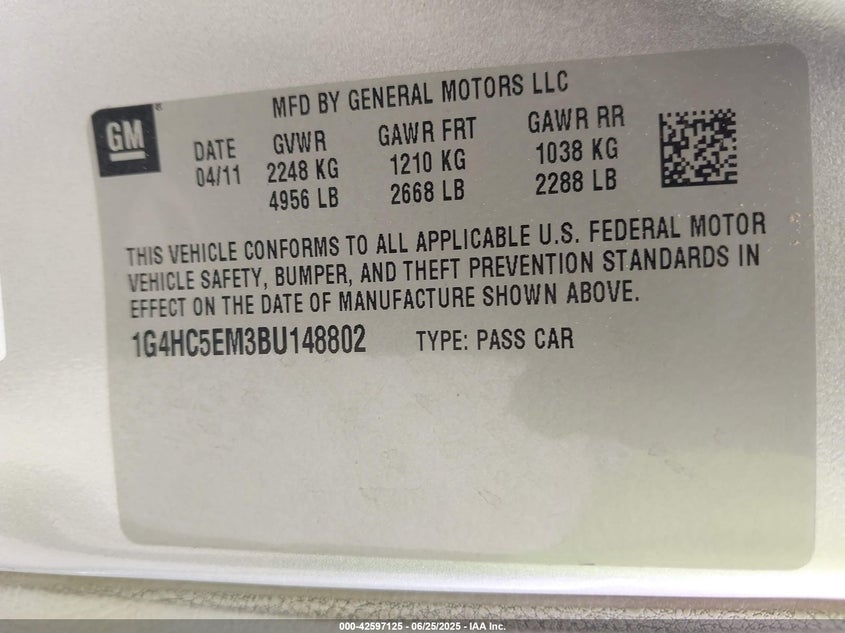 MFD BY GENERAL MOTORS LLC
GM®
DATE GVWR GAWR FRT GAWR RR
04/11 2248 KG 1210 KG 1038 KG
4956 LB 2668 LB 2288 LB
THIS VEHICLE CONFORMS TO ALL APPLICABLE U.S. FEDERAL MOTOR
VEHICLE SAFETY, BUMPER, AND THEFT PREVENTION STANDARDS IN
EFFECT ON THE DATE OF MANUFACTURE SHOWN ABOVE.
1G4HC5EM3BU148802 TYPE: PASS CAR
000-42597125 - 06/25/2025 - IAA Inc.